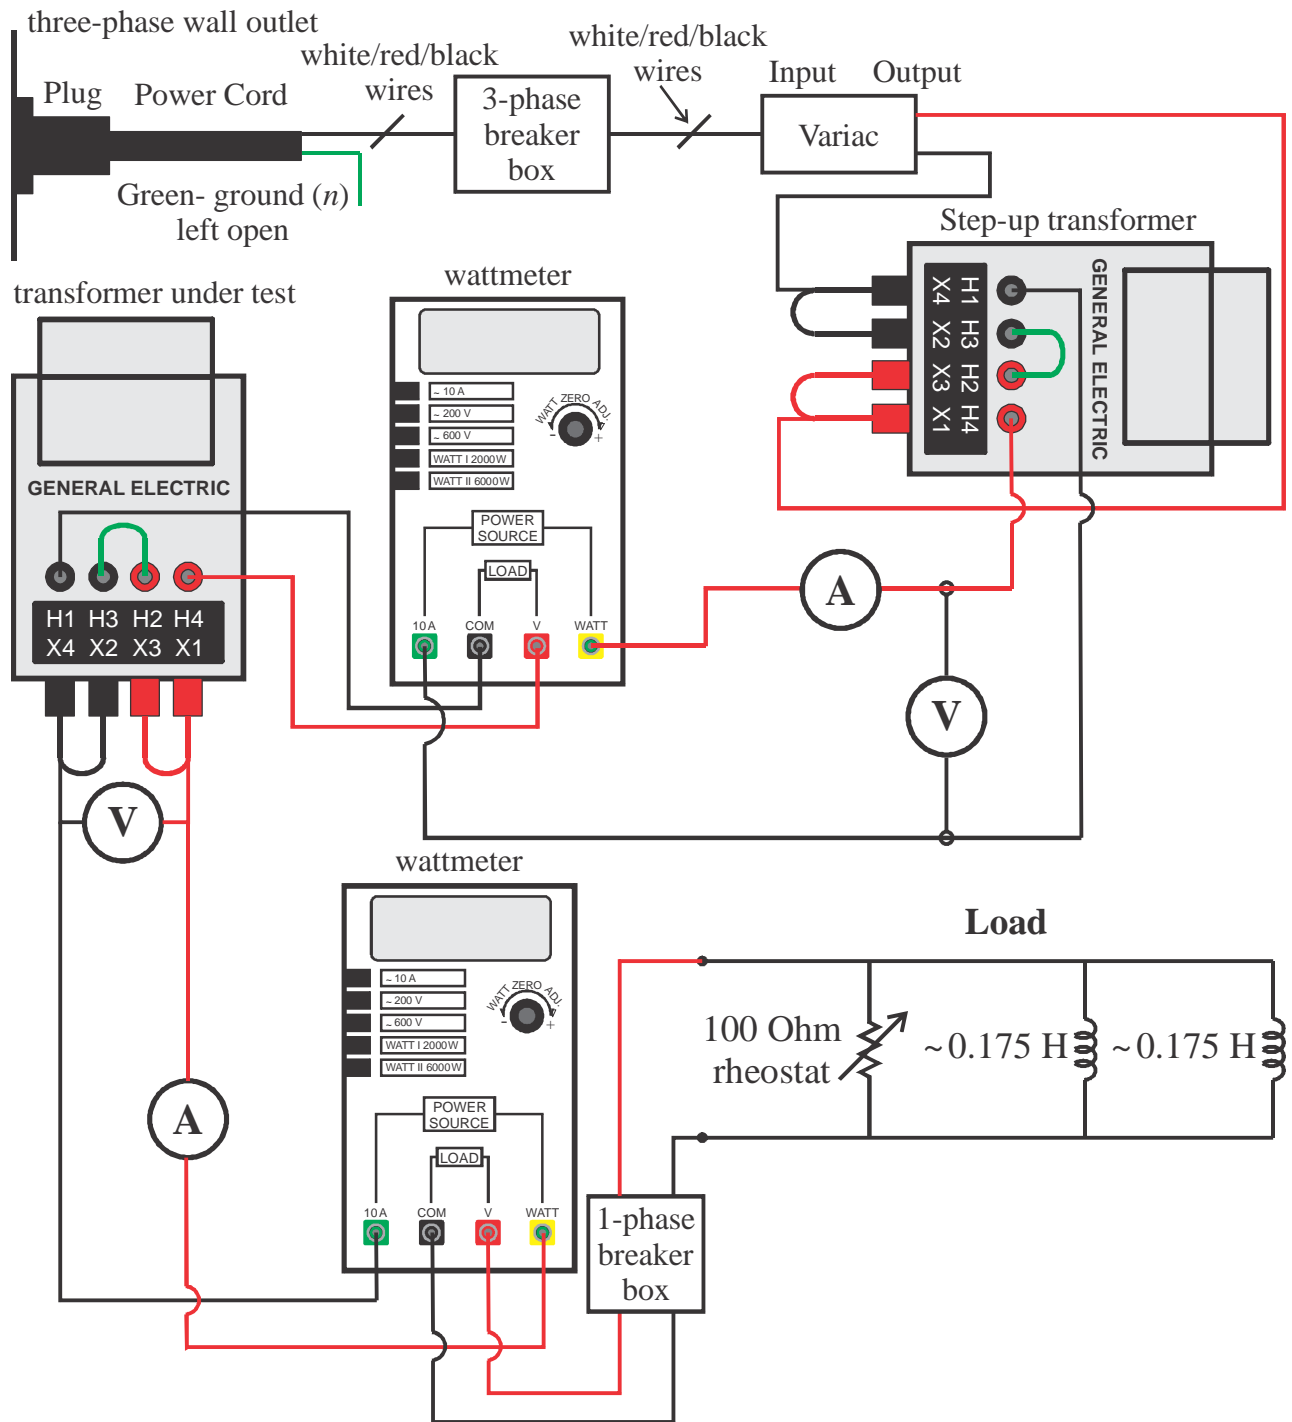 three-phase wall outlet
Plug
Power Cord
white/red/black
wires
3-phase
breaker
box
white/red/black
wires
Input
Output
Variac
Green- ground (n)
left open
Step-up transformer
H1 H3 H2 H4
X4 X2 X3 X1
GENERAL ELECTRIC
transformer under test
GENERAL ELECTRIC
H1 H3 H2 H4
X4 X2 X3 X1
wattmeter
~ 10 A
~ 200 V
~ 600 V
WATT I 2000W
WATT II 6000W
WATT ZERO ADJ.
- +
POWER
SOURCE
LOAD
10 A COM V WATT
A
V
V
A
wattmeter
~ 10 A
~ 200 V
~ 600 V
WATT I 2000W
WATT II 6000W
WATT ZERO ADJ.
- +
POWER
SOURCE
LOAD
10 A COM V WATT
1-phase
breaker
box
Load
100 Ohm
rheostat
~0.175 H
~0.175 H